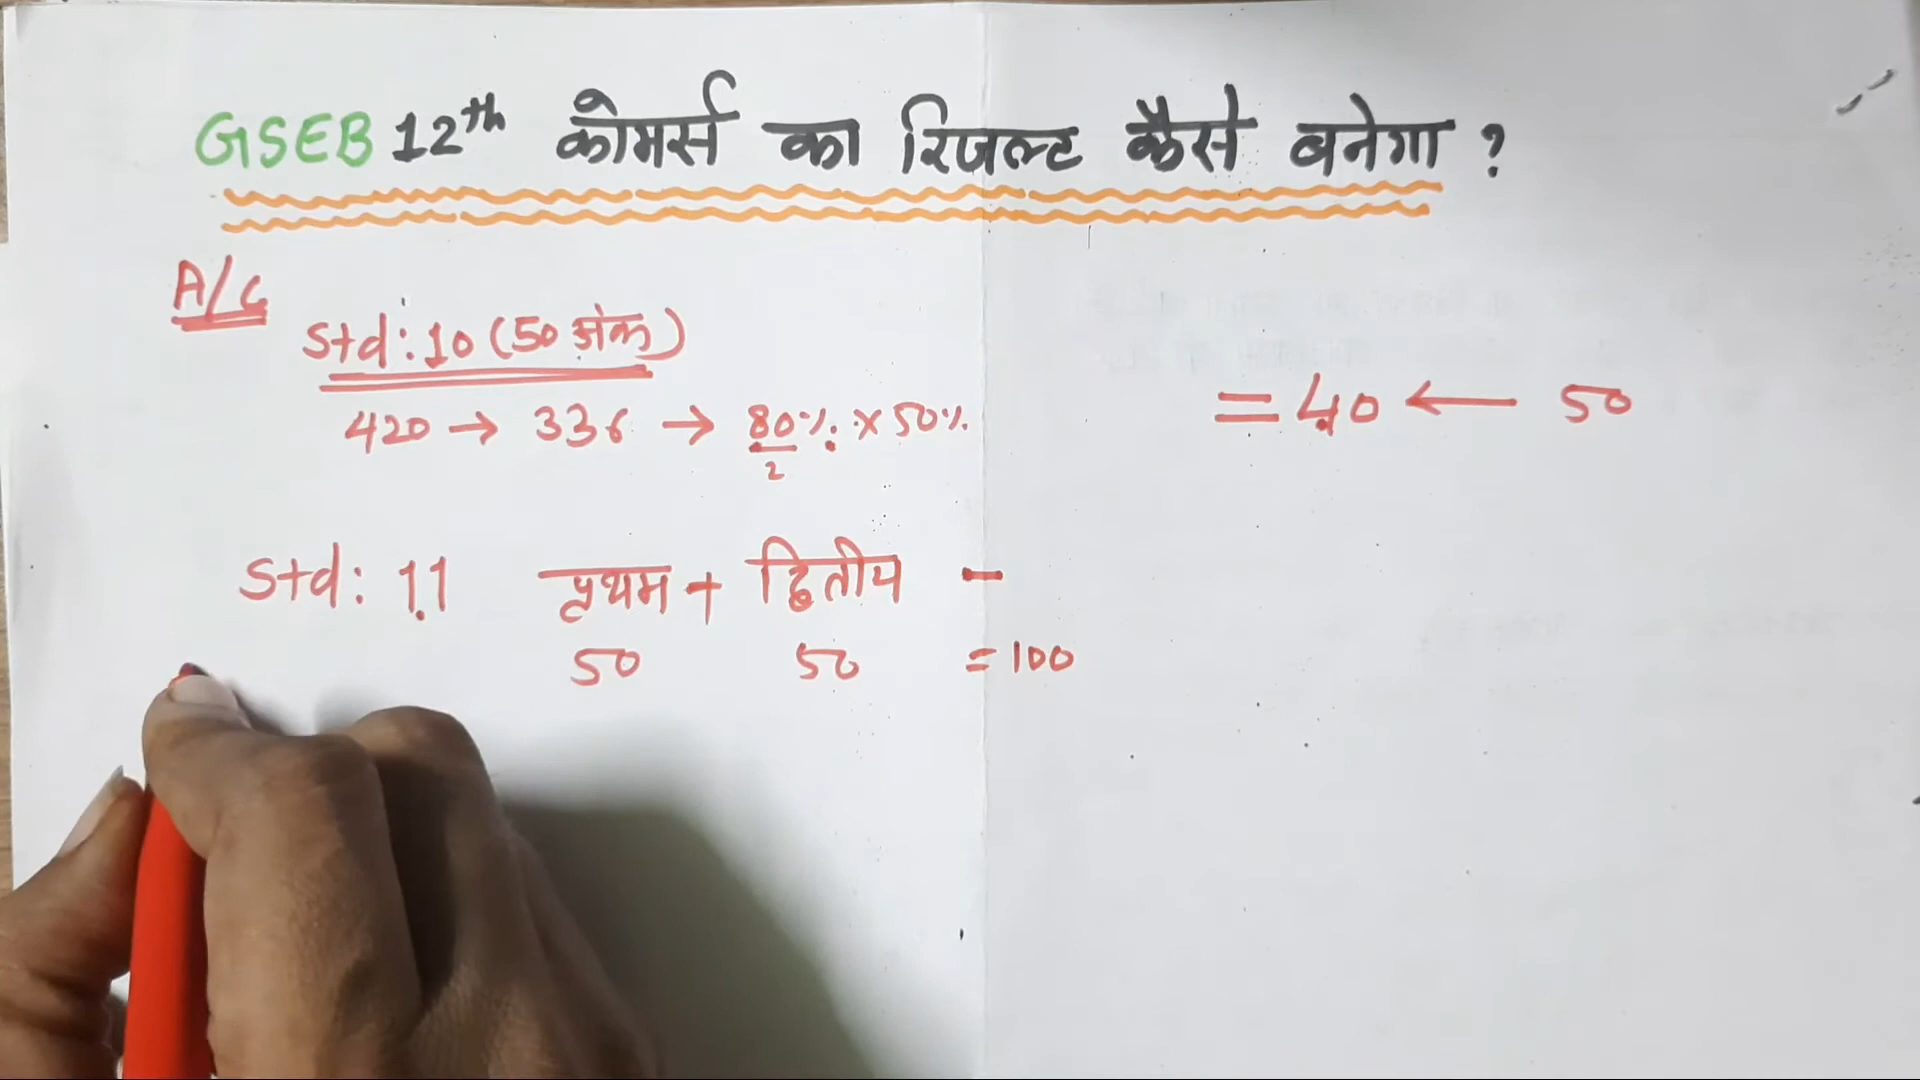 GSEB 12th कोमर्स का रिजल्ट कैसे बनेगा ?
A/C
Std: 10 (50 अंक)
420 → 336 → 80% × 50% = 40 ← 50
2
Std: 11 प्रथम + द्वितीय -
50 50 = 100